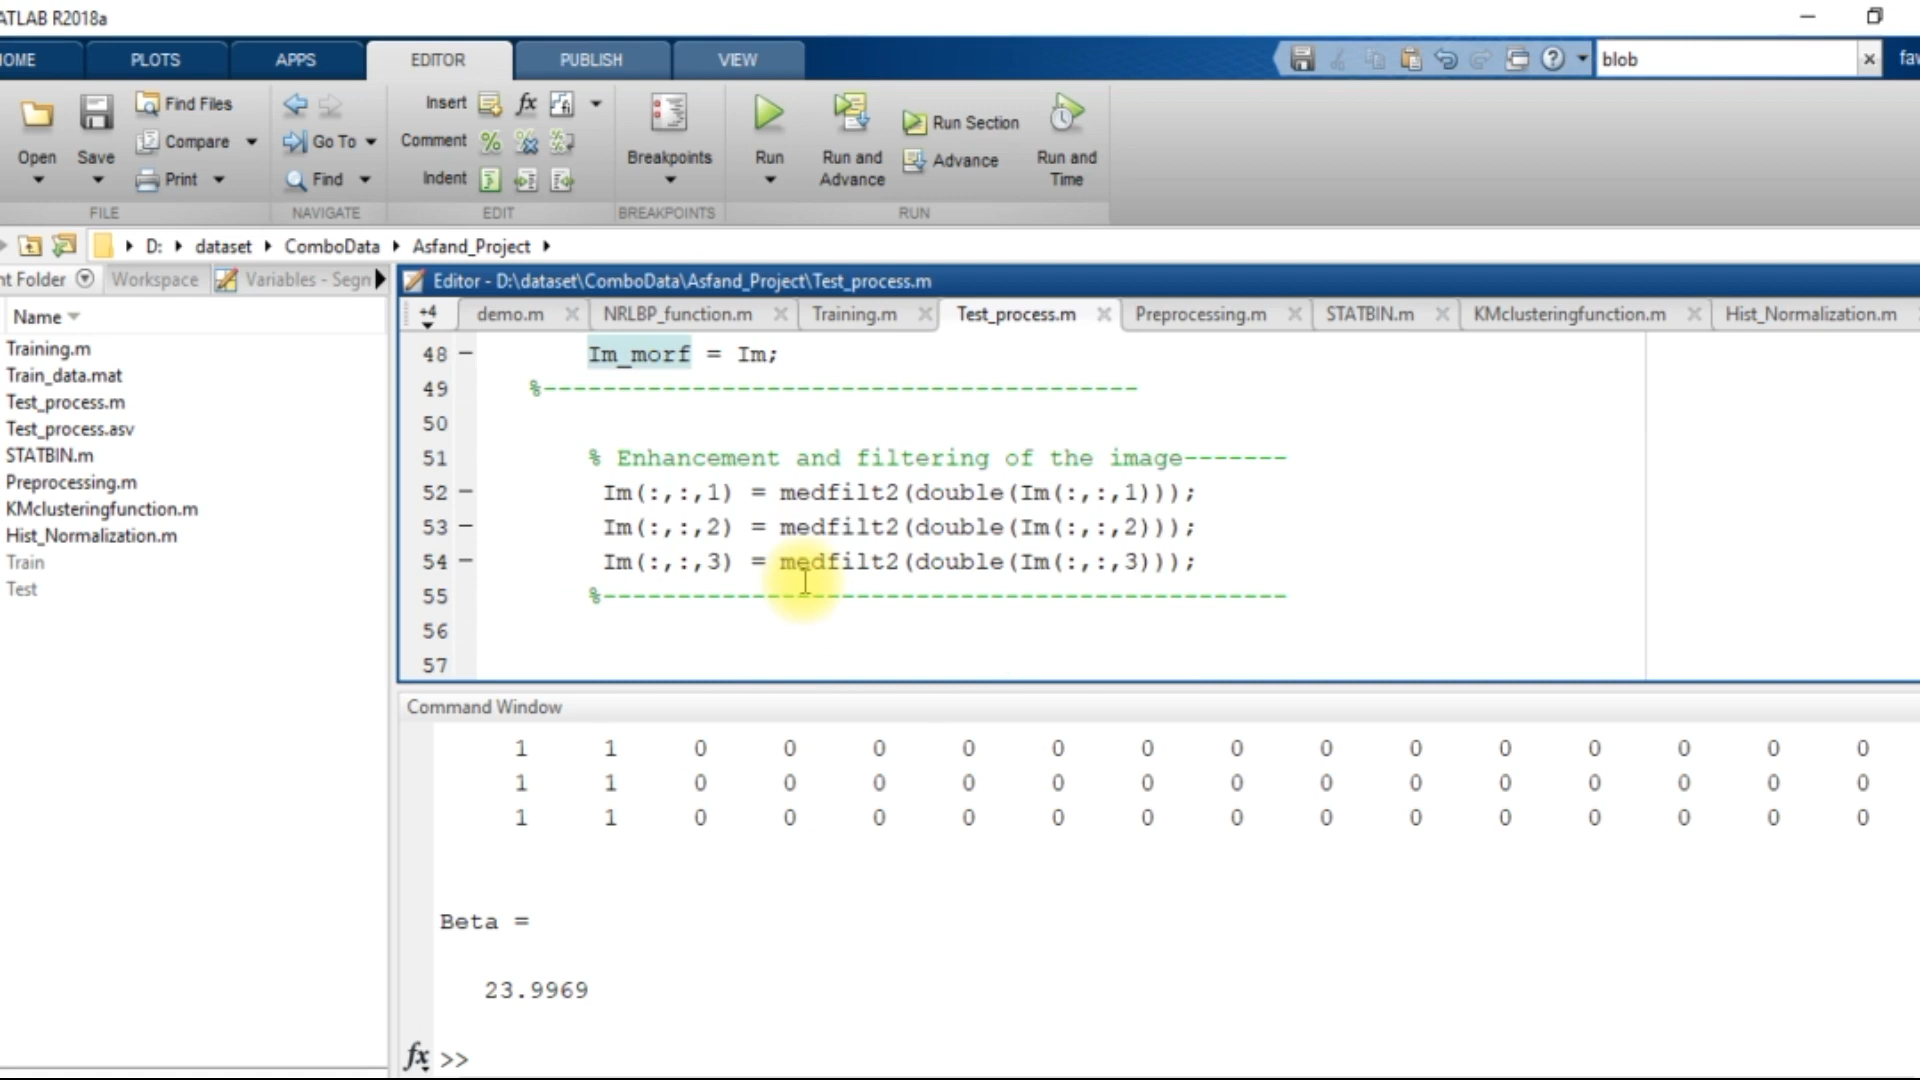 ATLAB R2018a
OME PLOTS APPS EDITOR PUBLISH VIEW blob fav
Find Files Insert fx
Compare Go To Comment Run Section
Open Save Breakpoints Run Run and Advance Run and
Print Find Indent Advance Time
FILE NAVIGATE EDIT BREAKPOINTS RUN
D: dataset ComboData Asfand_Project
nt Folder Workspace Variables - Segn Editor - D:\dataset\ComboData\Asfand_Project\Test_process.m
+4 demo.m NRLBP_function.m Training.m Test_process.m Preprocessing.m STATBIN.m KMclusteringfunction.m Hist_Normalization.m
Name
Training.m
Train_data.mat
Test_process.m
Test_process.asv
STATBIN.m
Preprocessing.m
KMclusteringfunction.m
Hist_Normalization.m
Train
Test
48 – Im_morf = Im;
49 %----------------------------------------
50
51 % Enhancement and filtering of the image-------
52 – Im(:,:,1) = medfilt2(double(Im(:,:,1)));
53 – Im(:,:,2) = medfilt2(double(Im(:,:,2)));
54 – Im(:,:,3) = medfilt2(double(Im(:,:,3)));
55 %----------------------------------------------
56
57
Command Window
1 1 0 0 0 0 0 0 0 0 0 0 0 0 0 0
1 1 0 0 0 0 0 0 0 0 0 0 0 0 0 0
1 1 0 0 0 0 0 0 0 0 0 0 0 0 0 0
Beta =
23.9969
fx >>